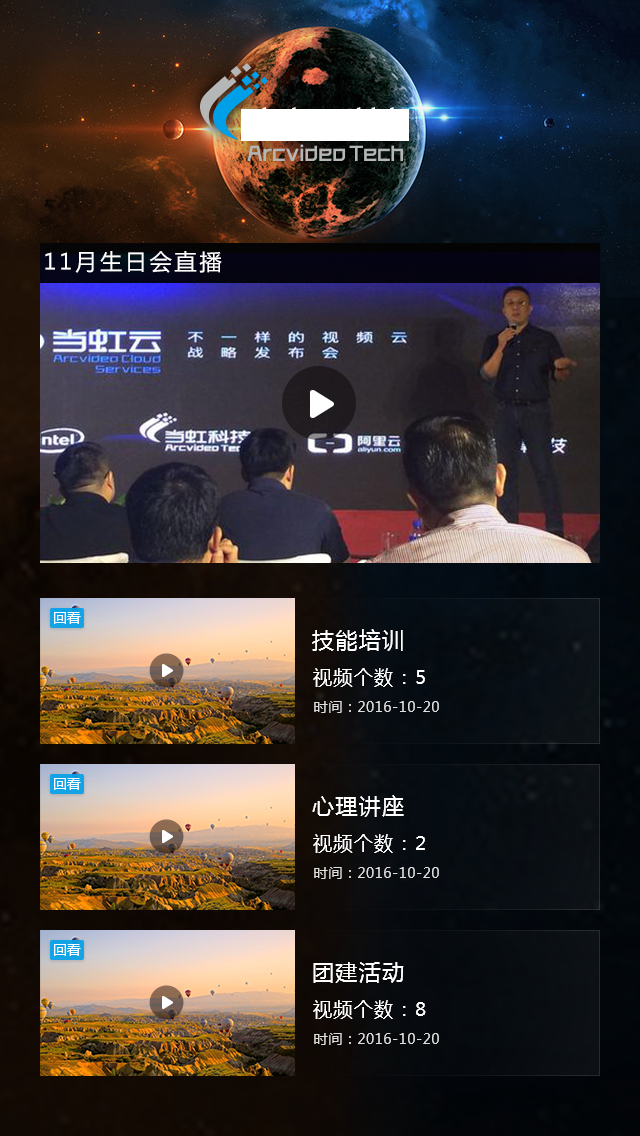 Arcvideo Tech
11月生日会直播
当虹云
Arcvideo Cloud
Services
不一样的视频云
战略发布会
intel
当虹科技
Arcvideo Tec
阿里云
aliyun.com
技
回看
技能培训
视频个数：5
时间：2016-10-20
回看
心理讲座
视频个数：2
时间：2016-10-20
回看
团建活动
视频个数：8
时间：2016-10-20